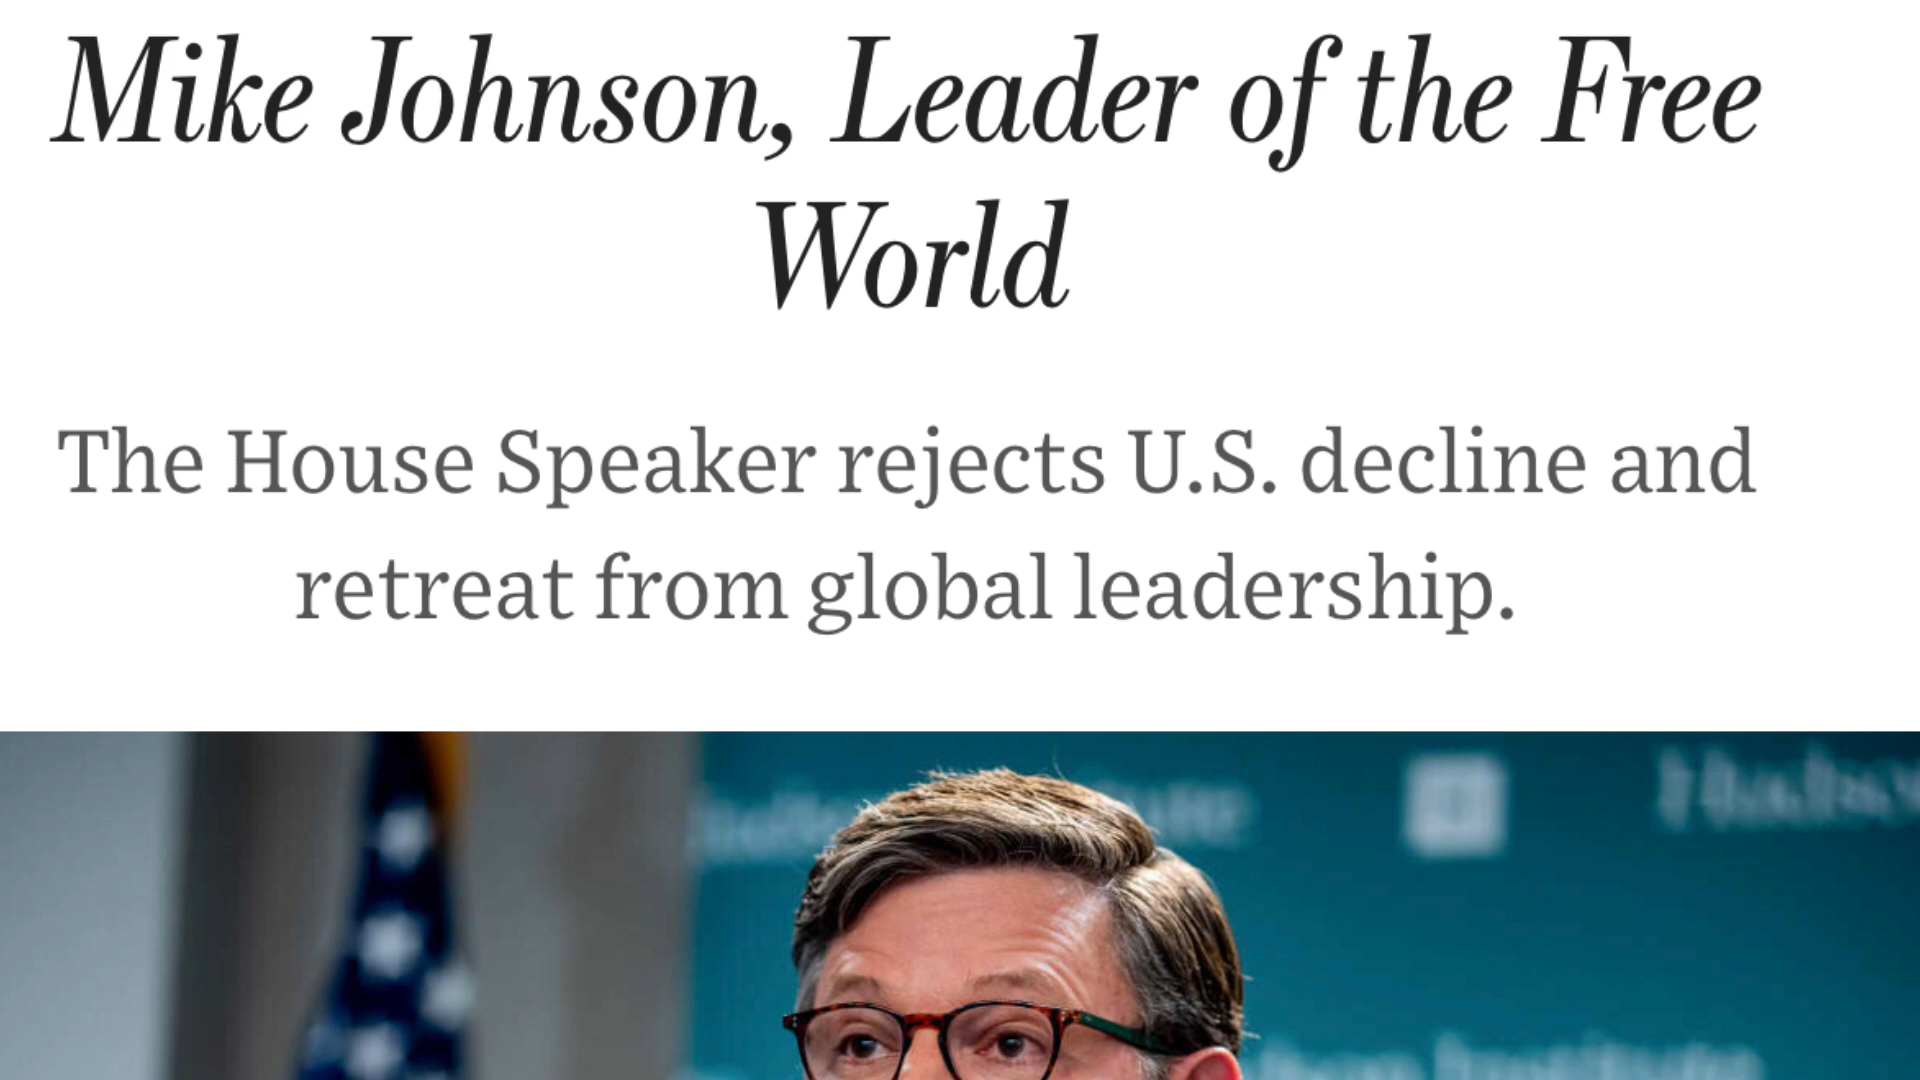 Mike Johnson, Leader of the Free
World
The House Speaker rejects U.S. decline and
retreat from global leadership.